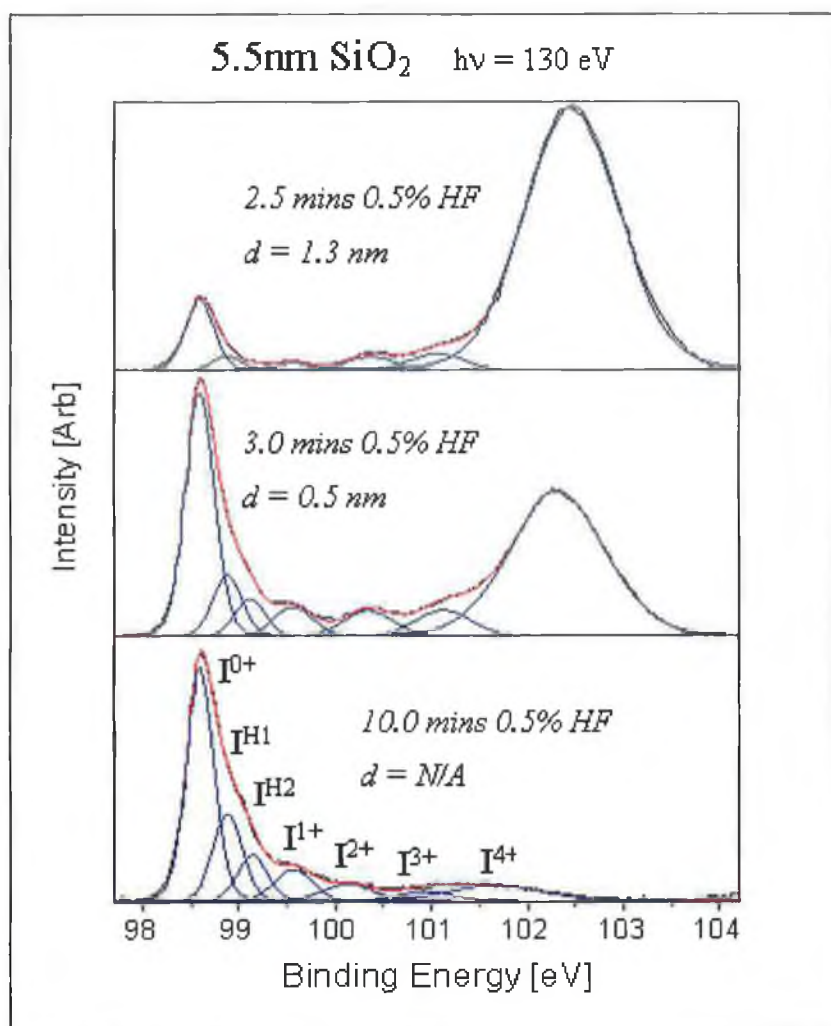 5.5nm SiO₂ hν = 130 eV
2.5 mins 0.5% HF
d = 1.3 nm
3.0 mins 0.5% HF
d = 0.5 nm
I⁰⁺
Iᴴ¹
Iᴴ²
I¹⁺
I²⁺
I³⁺
I⁴⁺
10.0 mins 0.5% HF
d = N/A
Intensity [Arb]
98 99 100 101 102 103 104
Binding Energy [eV]